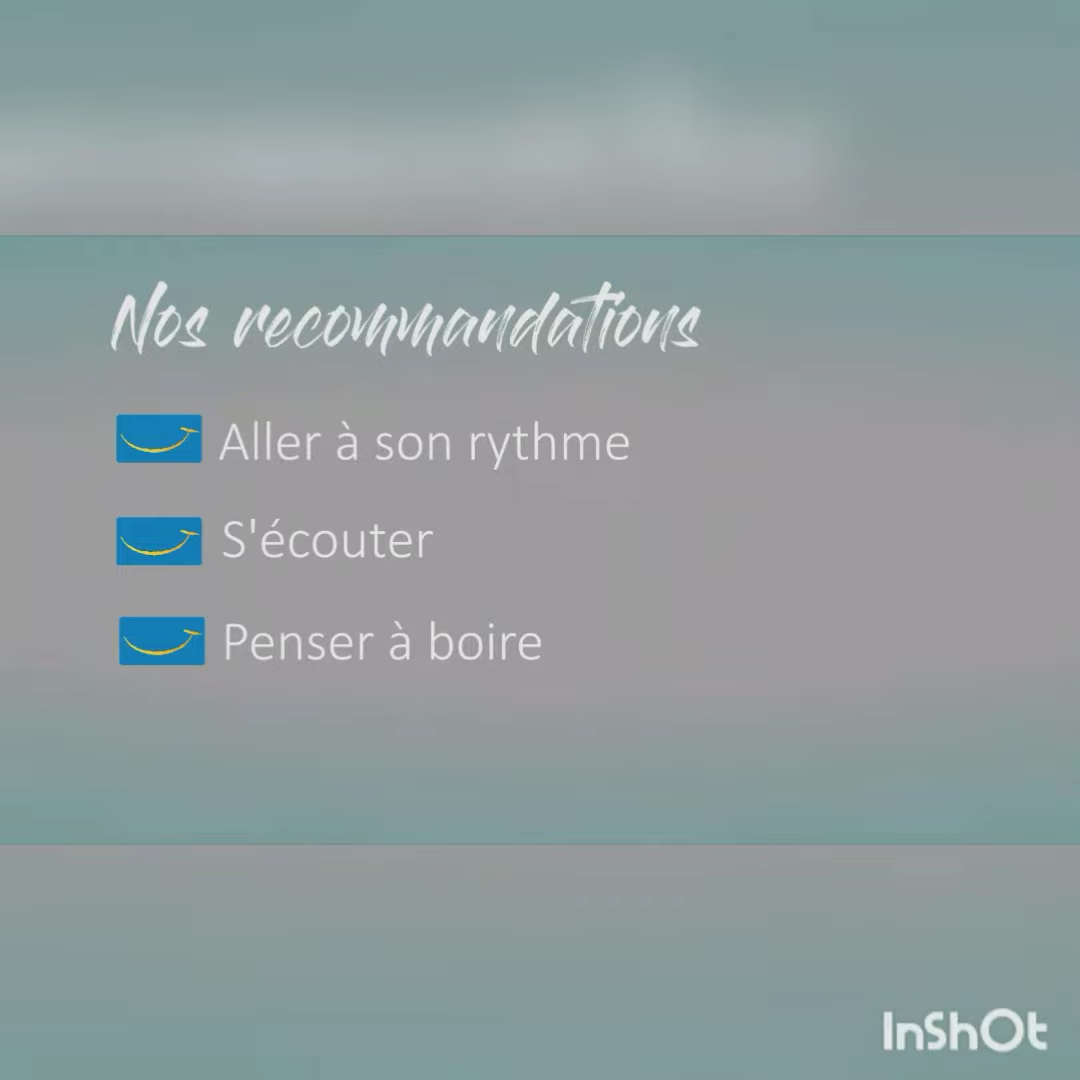 Nos recommandations
Aller à son rythme
S'écouter
Penser à boire
InShOt